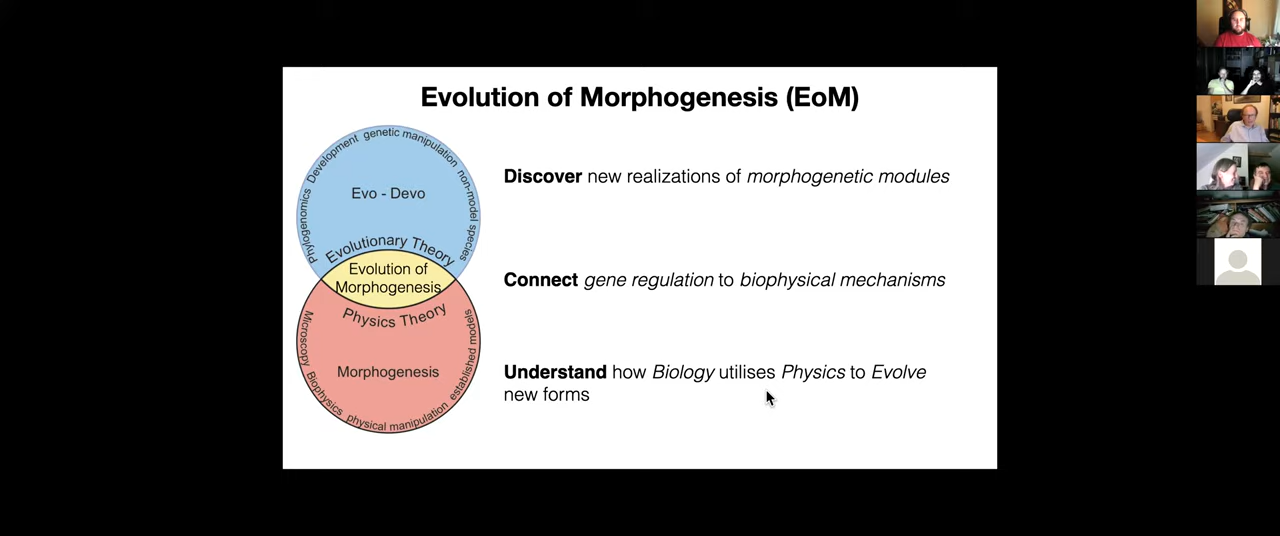 Evolution of Morphogenesis (EoM)
Phylogenomics Development genetic manipulation non-model species
Evo - Devo
Evolutionary Theory
Evolution of
Morphogenesis
Physics Theory
Morphogenesis
Microscopy Biophysics physical manipulation established models
Discover new realizations of morphogenetic modules
Connect gene regulation to biophysical mechanisms
Understand how Biology utilises Physics to Evolve
new forms